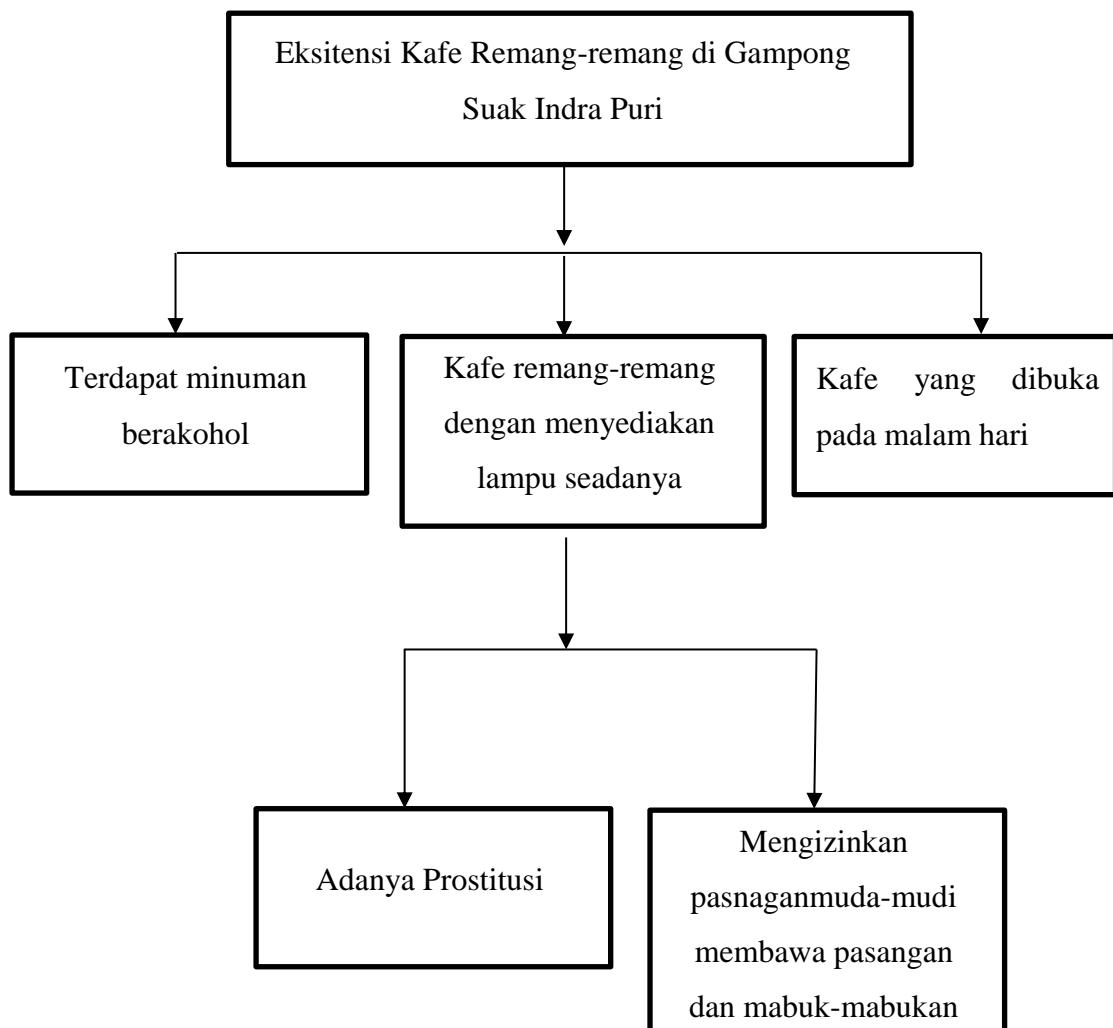 Eksitensi Kafe Remang-remang di Gampong
Suak Indra Puri
Terdapat minuman
berakohol
Kafe remang-remang
dengan menyediakan
lampu seadanya
Kafe yang dibuka
pada malam hari
Adanya Prostitusi
Mengizinkan
pasnaganmuda-mudi
membawa pasangan
dan mabuk-mabukan